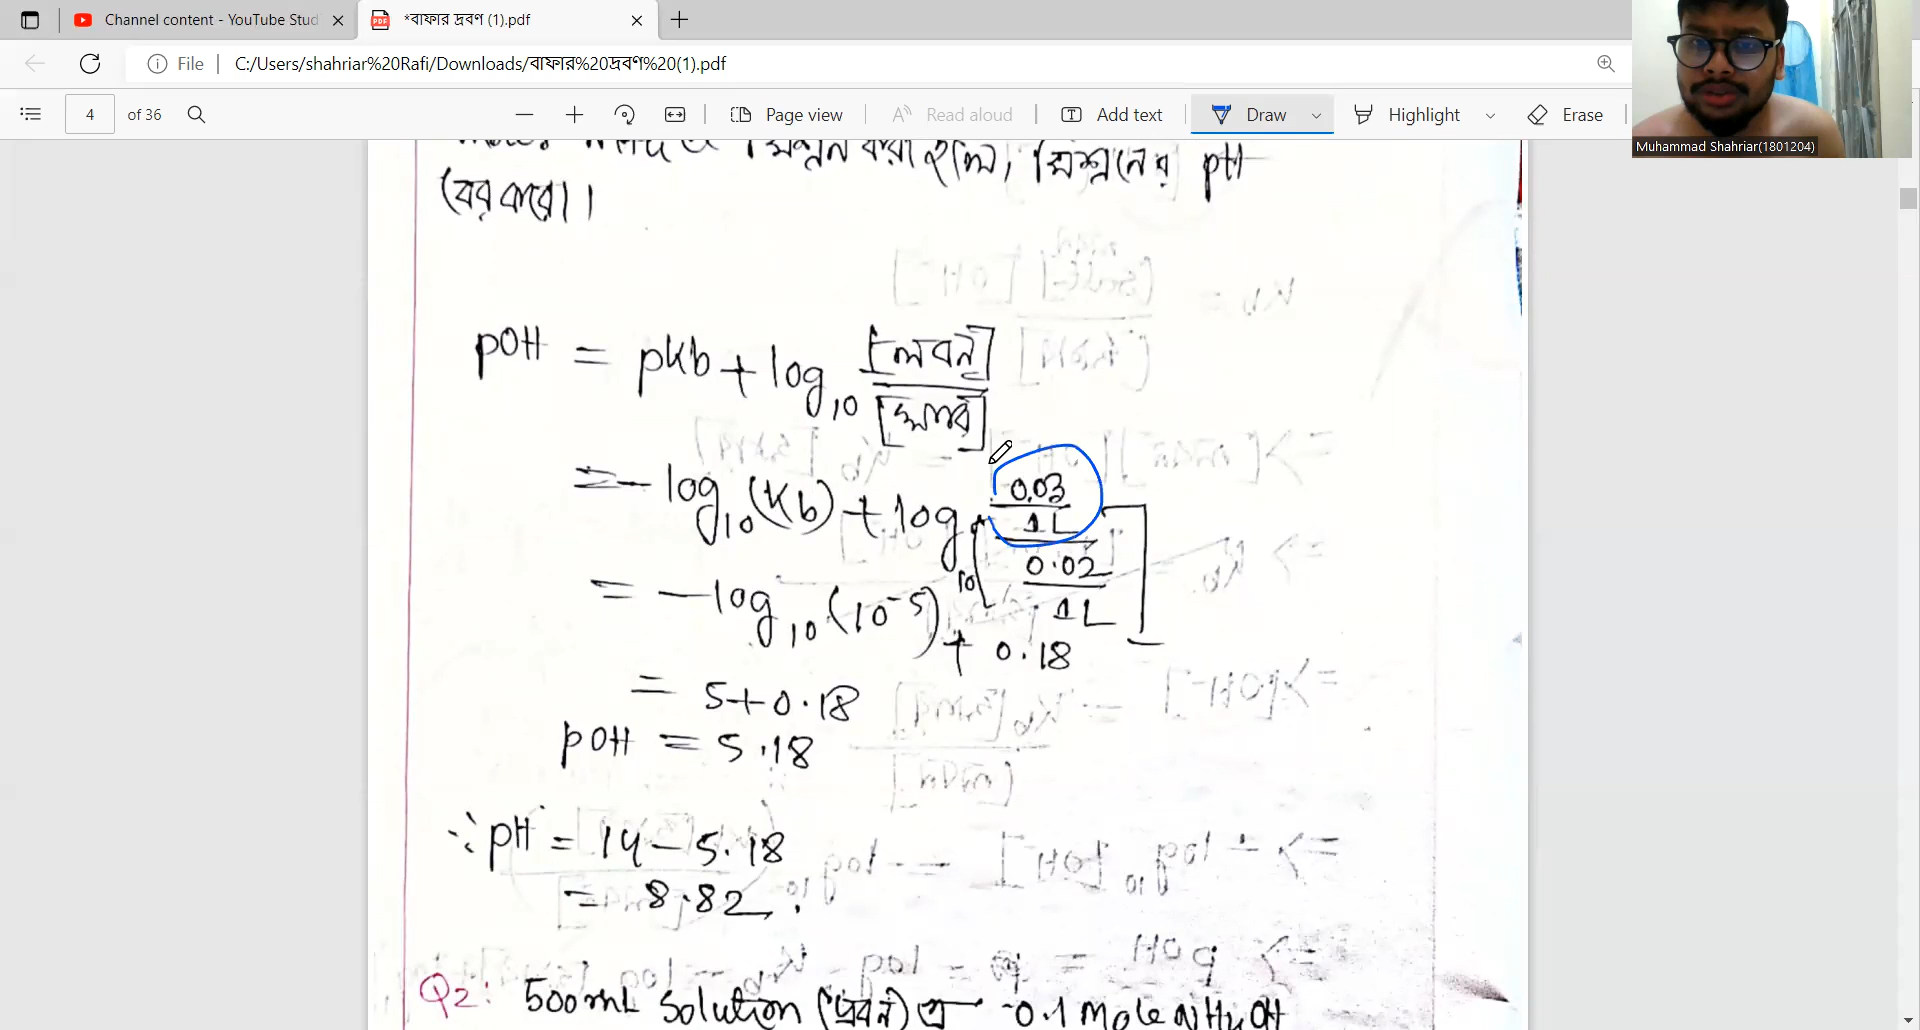 Channel content - YouTube Stud
*বাফার দ্রবণ (1).pdf
File
C:/Users/shahriar%20Rafi/Downloads/বাফার%20দ্রবণ%20(1).pdf
4 of 36
Page view
Read aloud
Add text
Draw
Highlight
Erase
Muhammad Shahriar(1801204)
মিশ্রনের pH
বের করো।
pOH = pKb + log10 [লবন]/[ক্ষার]
= - log10 (Kb) + log10 [ 0.03/1L / 0.02/1L ]
= - log10 (10^-5) + 0.18
= 5+0.18
pOH = 5.18
∵ pH = 14 - 5.18
= 8.82
Q2: 500mL Solution (দ্রবন) এ 0.1 mole NH4OH